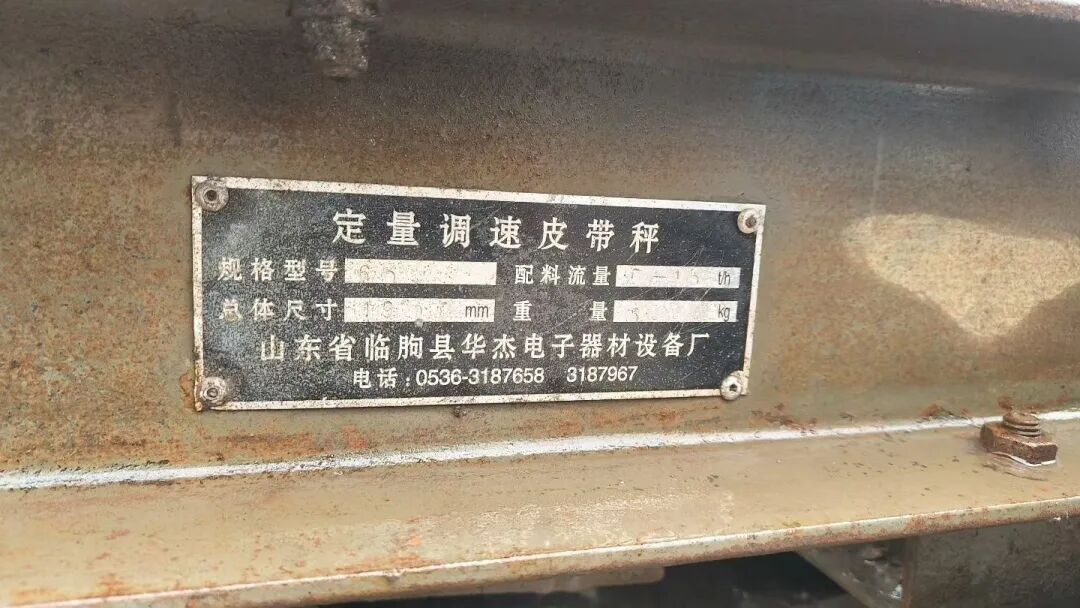 定量调速皮带秤
规格型号 配料流量 t/h
总体尺寸 mm 重量 kg
山东省临朐县华杰电子器材设备厂
电话：0536-3187658 3187967